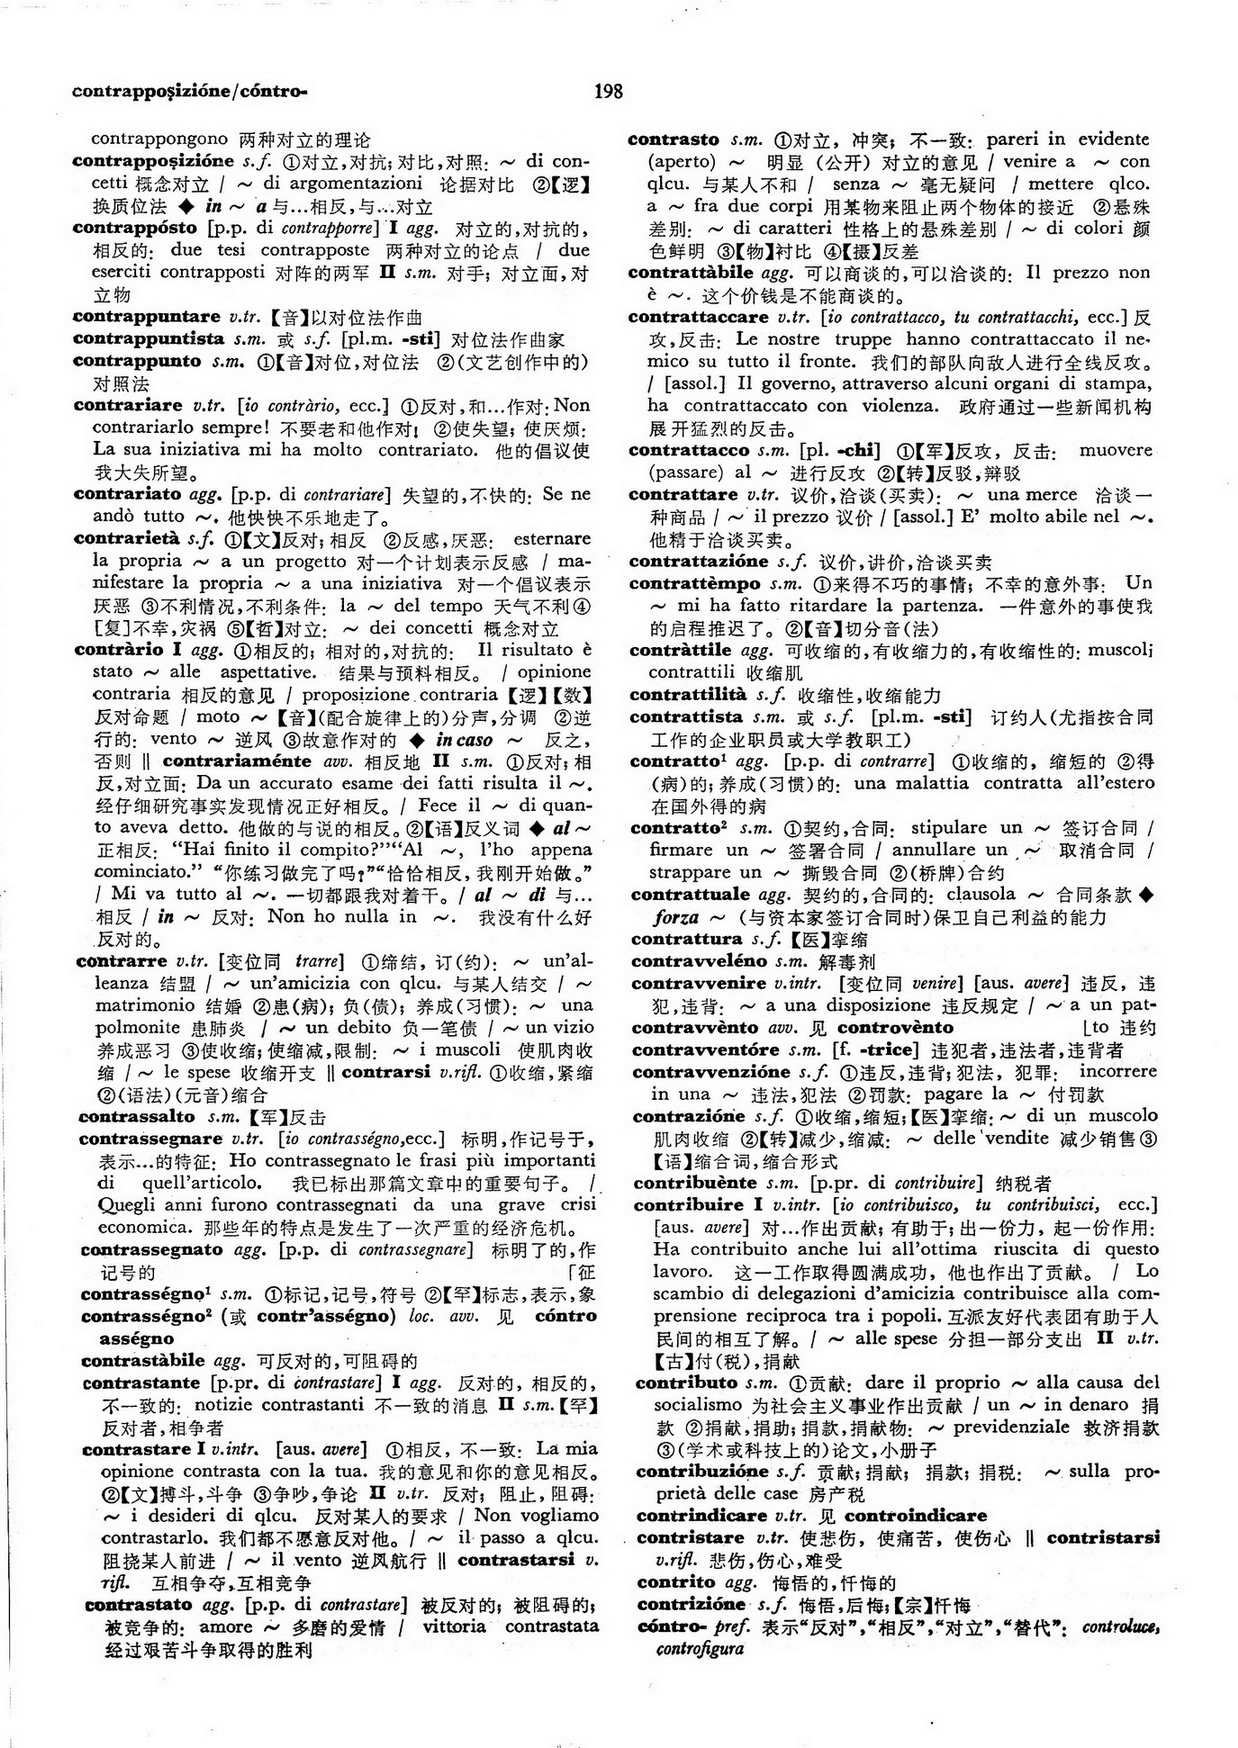 contrapposizióne/cóntro-
198
contrappongono 两种对立的理论
contrapposizióne s.f. ①对立,对抗; 对比,对照: ~ di con-
cetti 概念对立 / ~ di argomentazioni 论据对比 ②【逻】
换质位法 ◆ in ~ a 与…相反,与…对立
contrappósto [p.p. di contrapporre] I agg. 对立的,对抗的,
相反的: due tesi contrapposte 两种对立的论点 / due
eserciti contrapposti 对阵的两军 II s.m. 对手; 对立面,对
立物
contrappuntare v.tr. 【音】以对位法作曲
contrappuntista s.m. 或 s.f. [pl.m. -sti] 对位法作曲家
contrappunto s.m. ①【音】对位,对位法 ②(文艺创作中的)
对照法
contrariare v.tr. [io contràrio, ecc.] ①反对,和…作对: Non
contrariarlo sempre! 不要老和他作对! ②使失望; 使厌烦:
La sua iniziativa mi ha molto contrariato. 他的倡议使
我大失所望。
contrariato agg. [p.p. di contrariare] 失望的,不快的: Se ne
andò tutto ~. 他怏怏不乐地走了。
contrarietà s.f. ①【文】反对; 相反 ②反感,厌恶: esternare
la propria ~ a un progetto 对一个计划表示反感 / ma-
nifestare la propria ~ a una iniziativa 对一个倡议表示
厌恶 ③不利情况,不利条件: la ~ del tempo 天气不利④
[复]不幸,灾祸 ⑤【哲】对立: ~ dei concetti 概念对立
contràrio I agg. ①相反的; 相对的,对抗的: Il risultato è
stato ~ alle aspettative. 结果与预料相反。 / opinione
contraria 相反的意见 / proposizione contraria 【逻】【数】
反对命题 / moto ~ 【音】(配合旋律上的)分声,分调 ②逆
行的: vento ~ 逆风 ③故意作对的 ◆ in caso ~ 反之,
否则 ‖ contrariaménte avv. 相反地 II s.m. ①反对; 相
反,对立面: Da un accurato esame dei fatti risulta il ~.
经仔细研究事实发现情况正好相反。/ Fece il ~ di quan-
to aveva detto. 他做的与说的相反。②【语】反义词 ◆ al ~
正相反: “Hai finito il compito?”“Al ~, l'ho appena
cominciato.” “你练习做完了吗?”“恰恰相反,我刚开始做。”
/ Mi va tutto al ~. 一切都跟我对着干。/ al ~ di 与…
相反 / in ~ 反对: Non ho nulla in ~. 我没有什么好
反对的。
contrarre v.tr. [变位同 trarre] ①缔结, 订(约): ~ un'al-
leanza 结盟 / ~ un'amicizia con qlcu. 与某人结交 / ~
matrimonio 结婚 ②患(病); 负(债); 养成(习惯): ~ una
polmonite 患肺炎 / ~ un debito 负一笔债 / ~ un vizio
养成恶习 ③使收缩; 使缩减,限制: ~ i muscoli 使肌肉收
缩 / ~ le spese 收缩开支 ‖ contrarsi v.rifl. ①收缩,紧缩
②(语法)(元音)缩合
contrassalto s.m. 【军】反击
contrassegnare v.tr. [io contrasségno,ecc.] 标明,作记号于,
表示…的特征: Ho contrassegnato le frasi più importanti
di quell'articolo. 我已标出那篇文章中的重要句子。 /
Quegli anni furono contrassegnati da una grave crisi
economica. 那些年的特点是发生了一次严重的经济危机。
contrassegnato agg. [p.p. di contrassegnare] 标明了的,作
记号的 「征
contrasségno¹ s.m. ①标记,记号,符号 ②【罕】标志,表示,象
contrasségno² (或 contr'asségno) loc. avv. 见 cóntro
asségno
contrastàbile agg. 可反对的,可阻碍的
contrastante [p.pr. di contrastare] I agg. 反对的, 相反的,
不一致的: notizie contrastanti 不一致的消息 II s.m.【罕】
反对者,相争者
contrastare I v.intr. [aus. avere] ①相反, 不一致: La mia
opinione contrasta con la tua. 我的意见和你的意见相反。
②【文】搏斗,斗争 ③争吵,争论 II v.tr. 反对; 阻止,阻碍:
~ i desideri di qlcu. 反对某人的要求 / Non vogliamo
contrastarlo. 我们都不愿意反对他。/ ~ il passo a qlcu.
阻挠某人前进 / ~ il vento 逆风航行 ‖ contrastarsi v.
rifl. 互相争夺,互相竞争
contrastato agg. [p.p. di contrastare] 被反对的; 被阻碍的;
被竞争的: amore ~ 多磨的爱情 / vittoria contrastata
经过艰苦斗争取得的胜利
contrasto s.m. ①对立, 冲突; 不一致: pareri in evidente
(aperto) ~ 明显 (公开) 对立的意见 / venire a ~ con
qlcu. 与某人不和 / senza ~ 毫无疑问 / mettere qlco.
a ~ fra due corpi 用某物来阻止两个物体的接近 ②悬殊
差别: ~ di caratteri 性格上的悬殊差别 / ~ di colori 颜
色鲜明 ③【物】衬比 ④【摄】反差
contrattàbile agg. 可以商谈的,可以洽谈的: Il prezzo non
è ~. 这个价钱是不能商谈的。
contrattaccare v.tr. [io contrattacco, tu contrattacchi, ecc.] 反
攻,反击: Le nostre truppe hanno contrattaccato il ne-
mico su tutto il fronte. 我们的部队向敌人进行全线反攻。
/ [assol.] Il governo, attraverso alcuni organi di stampa,
ha contrattaccato con violenza. 政府通过一些新闻机构
展开猛烈的反击。
contrattacco s.m. [pl. -chi] ①【军】反攻, 反击: muovere
(passare) al ~ 进行反攻 ②【转】反驳,辩驳
contrattare v.tr. 议价,洽谈(买卖): ~ una merce 洽谈一
种商品 / ~ il prezzo 议价 / [assol.] E' molto abile nel ~.
他精于洽谈买卖。
contrattazióne s.f. 议价,讲价,洽谈买卖
contrattèmpo s.m. ①来得不巧的事情; 不幸的意外事: Un
~ mi ha fatto ritardare la partenza. 一件意外的事使我
的启程推迟了。②【音】切分音(法)
contràttile agg. 可收缩的,有收缩力的,有收缩性的: muscoli
contrattili 收缩肌
contrattilità s.f. 收缩性,收缩能力
contrattista s.m. 或 s.f. [pl.m. -sti] 订约人(尤指按合同
工作的企业职员或大学教职工)
contratto¹ agg. [p.p. di contrarre] ①收缩的, 缩短的 ②得
(病)的; 养成(习惯)的: una malattia contratta all'estero
在国外得的病
contratto² s.m. ①契约,合同: stipulare un ~ 签订合同 /
firmare un ~ 签署合同 / annullare un ~ 取消合同 /
strappare un ~ 撕毁合同 ②(桥牌)合约
contrattuale agg. 契约的,合同的: clausola ~ 合同条款 ◆
forza ~ (与资本家签订合同时)保卫自己利益的能力
contrattura s.f. 【医】挛缩
contravveléno s.m. 解毒剂
contravvenire v.intr. [变位同 venire] [aus. avere] 违反, 违
犯,违背: ~ a una disposizione 违反规定 / ~ a un pat-
contravvènto avv. 见 controvènto ⌊to 违约
contravventóre s.m. [f. -trice] 违犯者,违法者,违背者
contravvenzióne s.f. ①违反,违背; 犯法, 犯罪: incorrere
in una ~ 违法,犯法 ②罚款: pagare la ~ 付罚款
contrazióne s.f. ①收缩,缩短;【医】挛缩: ~ di un muscolo
肌肉收缩 ②【转】减少,缩减: ~ delle vendite 减少销售③
【语】缩合词,缩合形式
contribuènte s.m. [p.pr. di contribuire] 纳税者
contribuire I v.intr. [io contribuisco, tu contribuisci, ecc.]
[aus. avere] 对…作出贡献; 有助于; 出一份力, 起一份作用:
Ha contribuito anche lui all'ottima riuscita di questo
lavoro. 这一工作取得圆满成功, 他也作出了贡献。 / Lo
scambio di delegazioni d'amicizia contribuisce alla com-
prensione reciproca tra i popoli. 互派友好代表团有助于人
民间的相互了解。/ ~ alle spese 分担一部分支出 II v.tr.
【古】付(税),捐献
contributo s.m. ①贡献: dare il proprio ~ alla causa del
socialismo 为社会主义事业作出贡献 / un ~ in denaro 捐
款 ②捐献,捐助; 捐款,捐献物: ~ previdenziale 救济捐款
③(学术或科技上的)论文,小册子
contribuzióne s.f. 贡献; 捐献; 捐款; 捐税: ~ sulla pro-
prietà delle case 房产税
contrindicare v.tr. 见 controindicare
contristare v.tr. 使悲伤, 使痛苦, 使伤心 ‖ contristarsi
v.rifl. 悲伤,伤心,难受
contrito agg. 悔悟的,忏悔的
contrizióne s.f. 悔悟,后悔;【宗】忏悔
cóntro- pref. 表示“反对”,“相反”,“对立”,“替代”: controluce,
controfigura